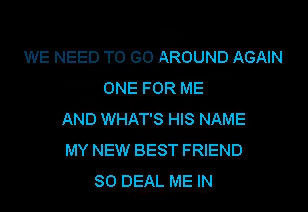 WE NEED TO GO AROUND AGAIN
ONE FOR ME
AND WHAT'S HIS NAME
MY NEW BEST FRIEND
SO DEAL ME IN